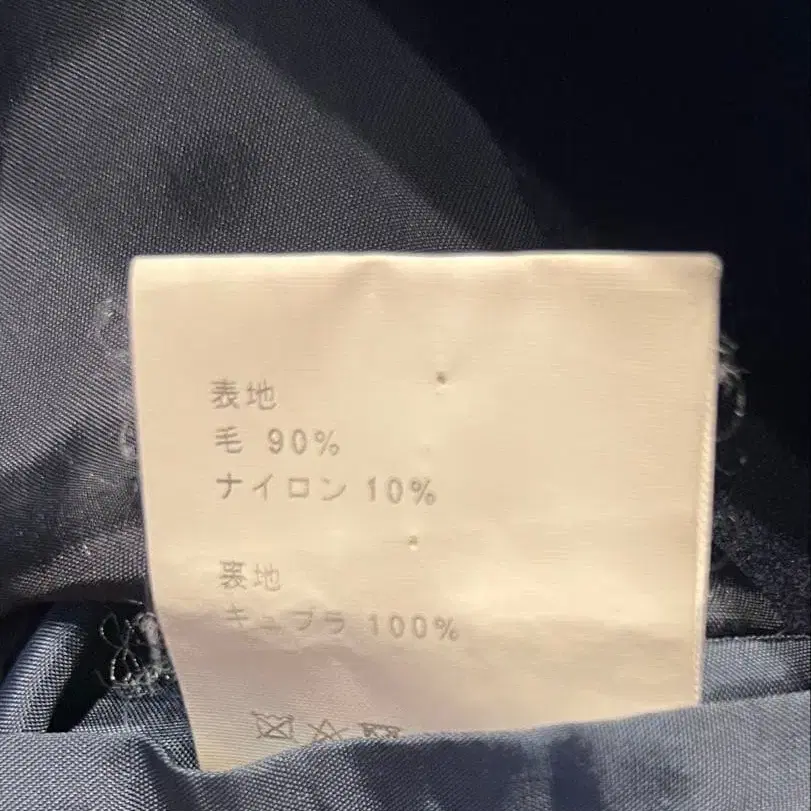 表地
毛 90%
ナイロン 10%
裏地
キュプラ 100%